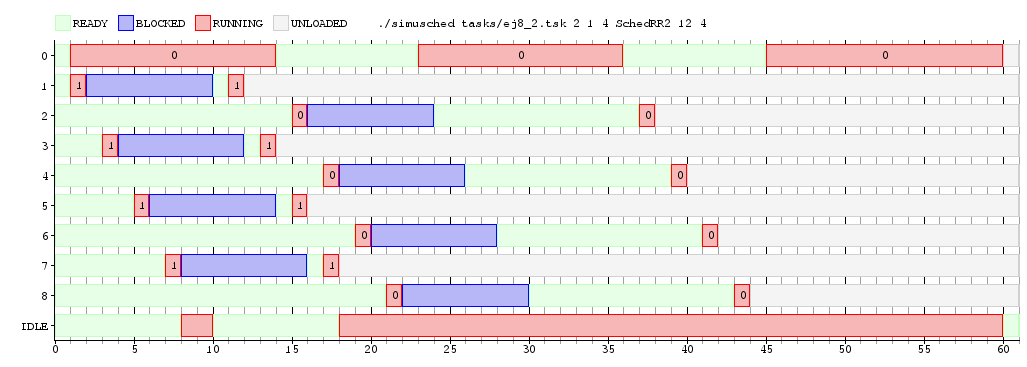 READY BLOCKED RUNNING UNLOADED ./simusched tasks/ej8_2.tsk 2 1 4 SchedRR2 12 4
0 0 0 0
1 1 1
2 0 0
3 1 1
4 0 0
5 1 1
6 0 0
7 1 1
8 0 0
IDLE
0 5 10 15 20 25 30 35 40 45 50 55 60